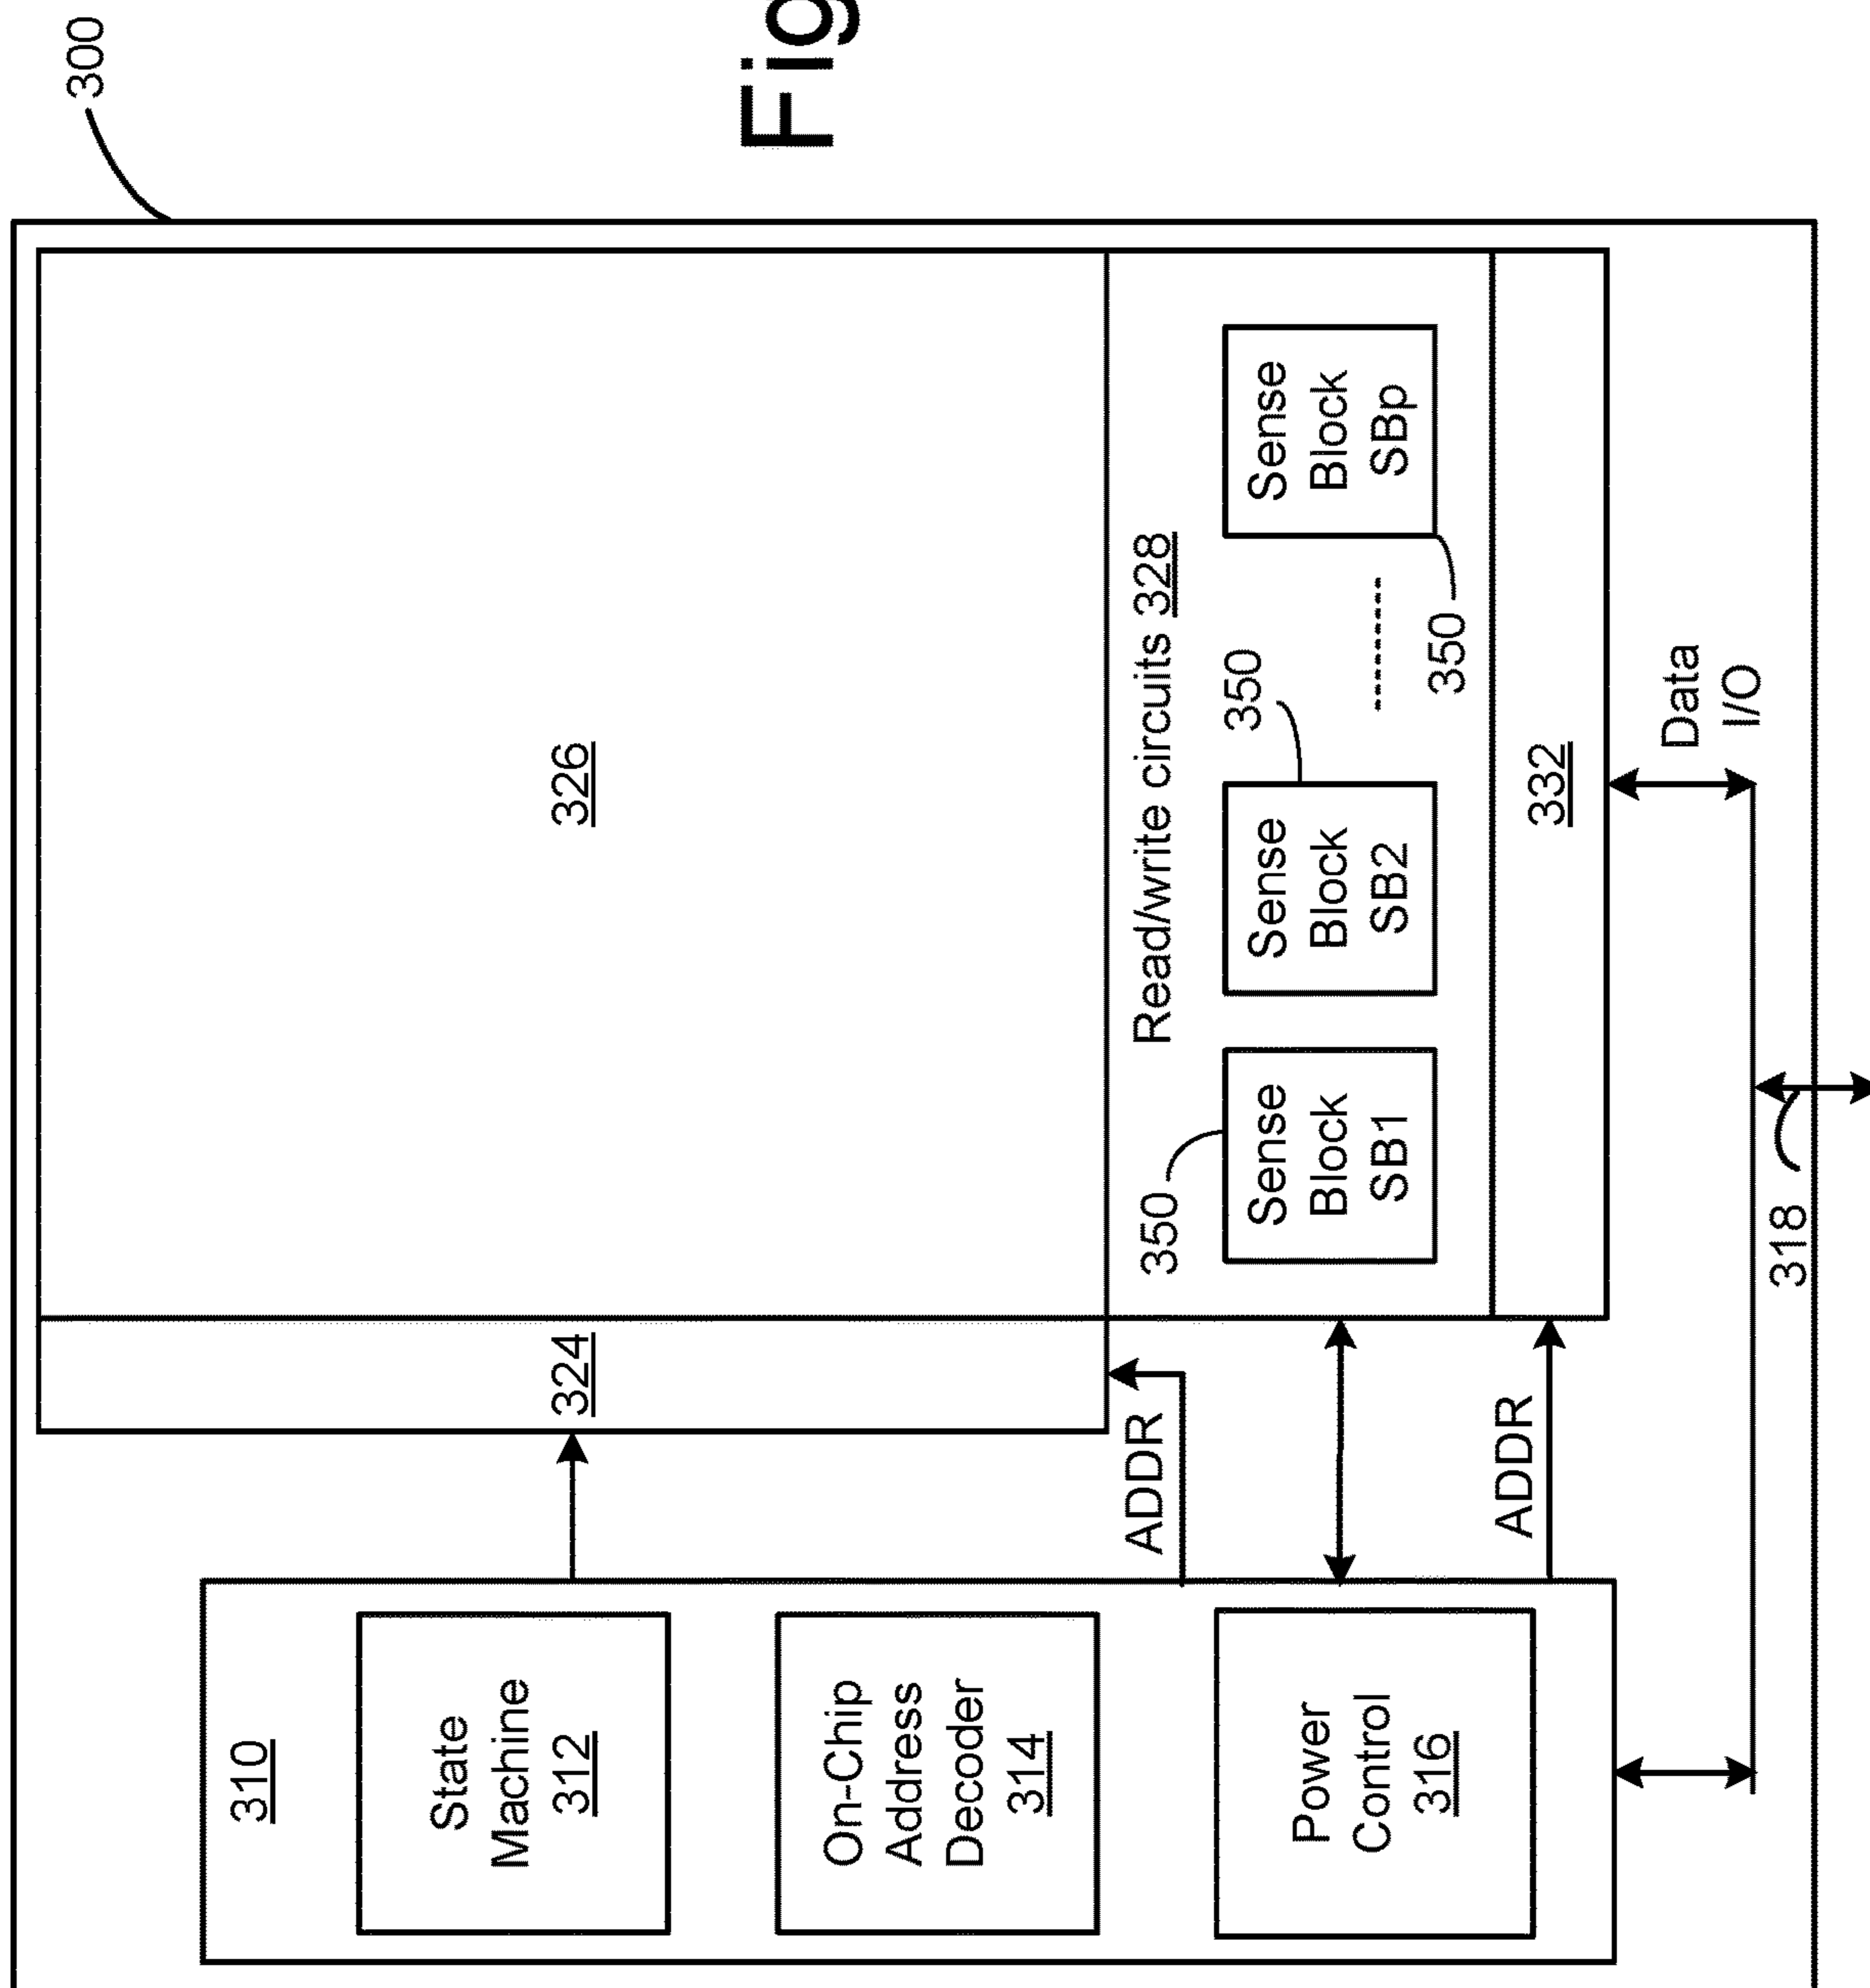 300
Fig
310
State
Machine
312
On-Chip
Address
Decoder
314
Power
Control
316
324
326
ADDR
ADDR
Read/write circuits 328
350
Sense
Block
SB1
350
Sense
Block
SB2
---------
350
Sense
Block
SBp
332
Data
I/O
318